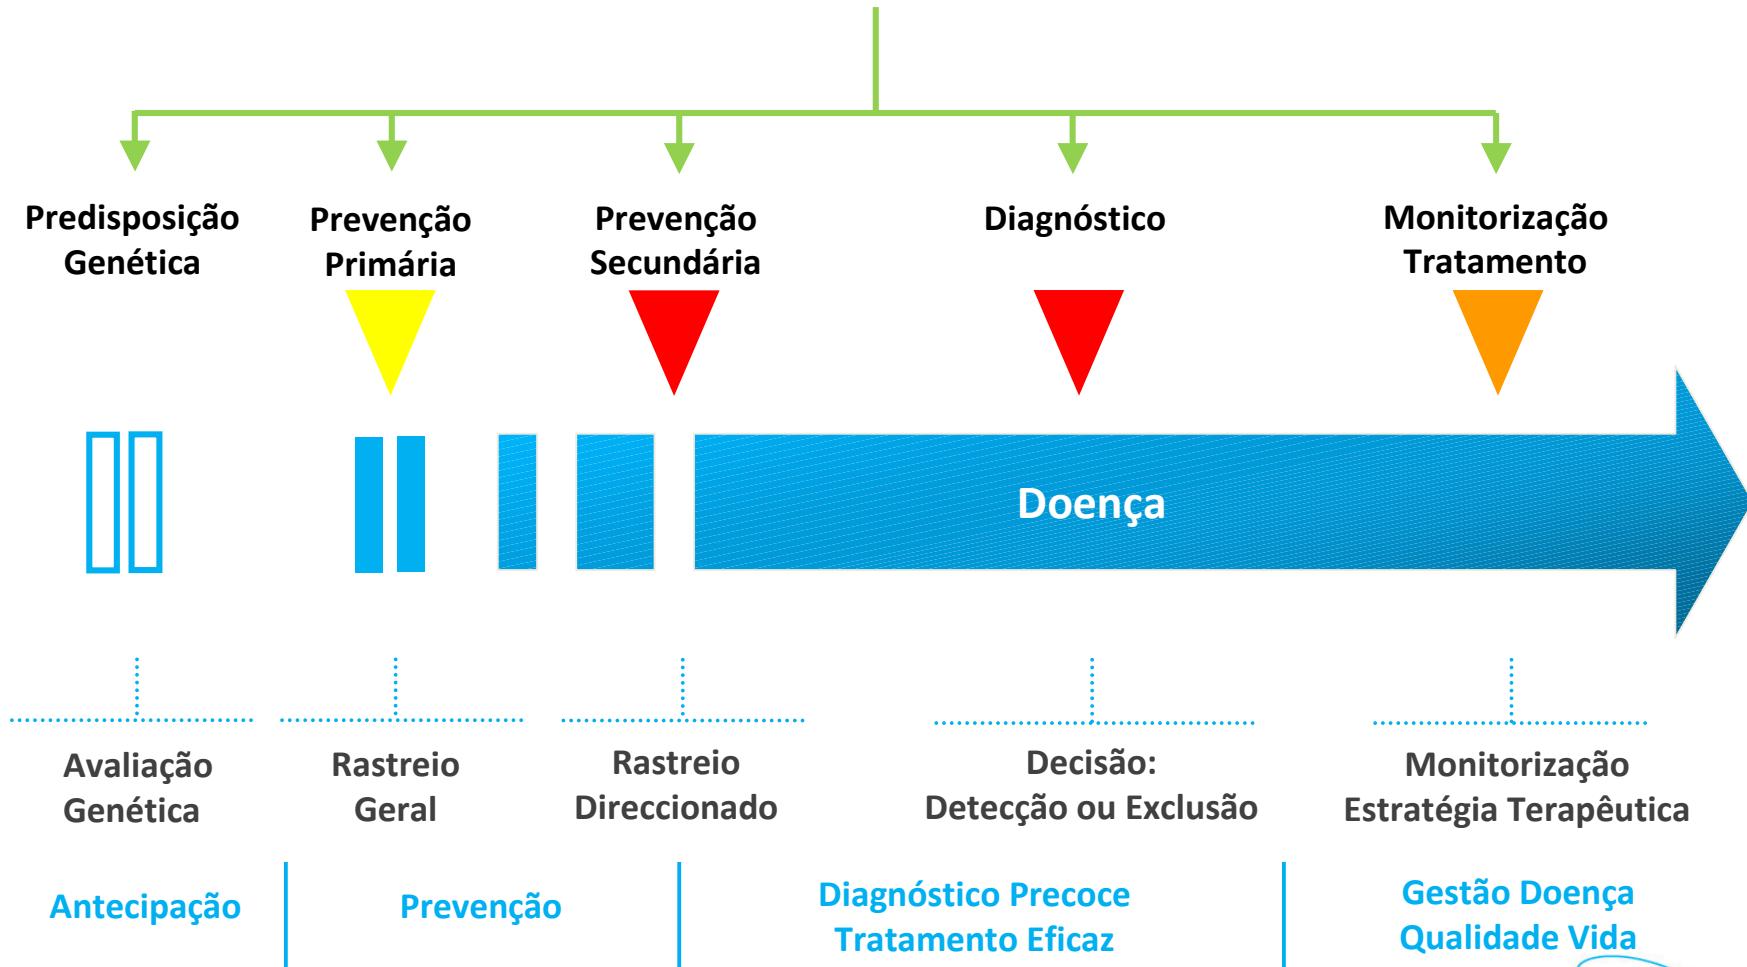 Predisposição
Genética
Prevenção
Primária
Prevenção
Secundária
Diagnóstico
Monitorização
Tratamento
Doença
Avaliação
Genética
Rastreio
Geral
Rastreio
Direccionado
Decisão:
Detecção ou Exclusão
Monitorização
Estratégia Terapêutica
Antecipação
Prevenção
Diagnóstico Precoce
Tratamento Eficaz
Gestão Doença
Qualidade Vida